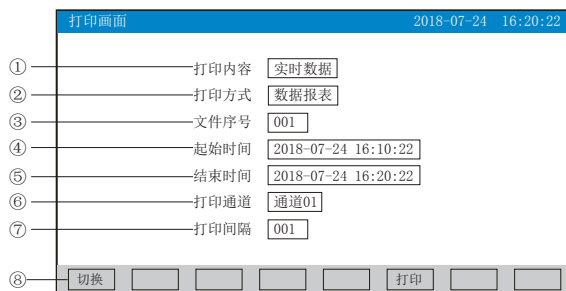 打印画面 2018-07-24 16:20:22
① 打印内容 实时数据
② 打印方式 数据报表
③ 文件序号 001
④ 起始时间 2018-07-24 16:10:22
⑤ 结束时间 2018-07-24 16:20:22
⑥ 打印通道 通道01
⑦ 打印间隔 001
⑧ 切换 打印